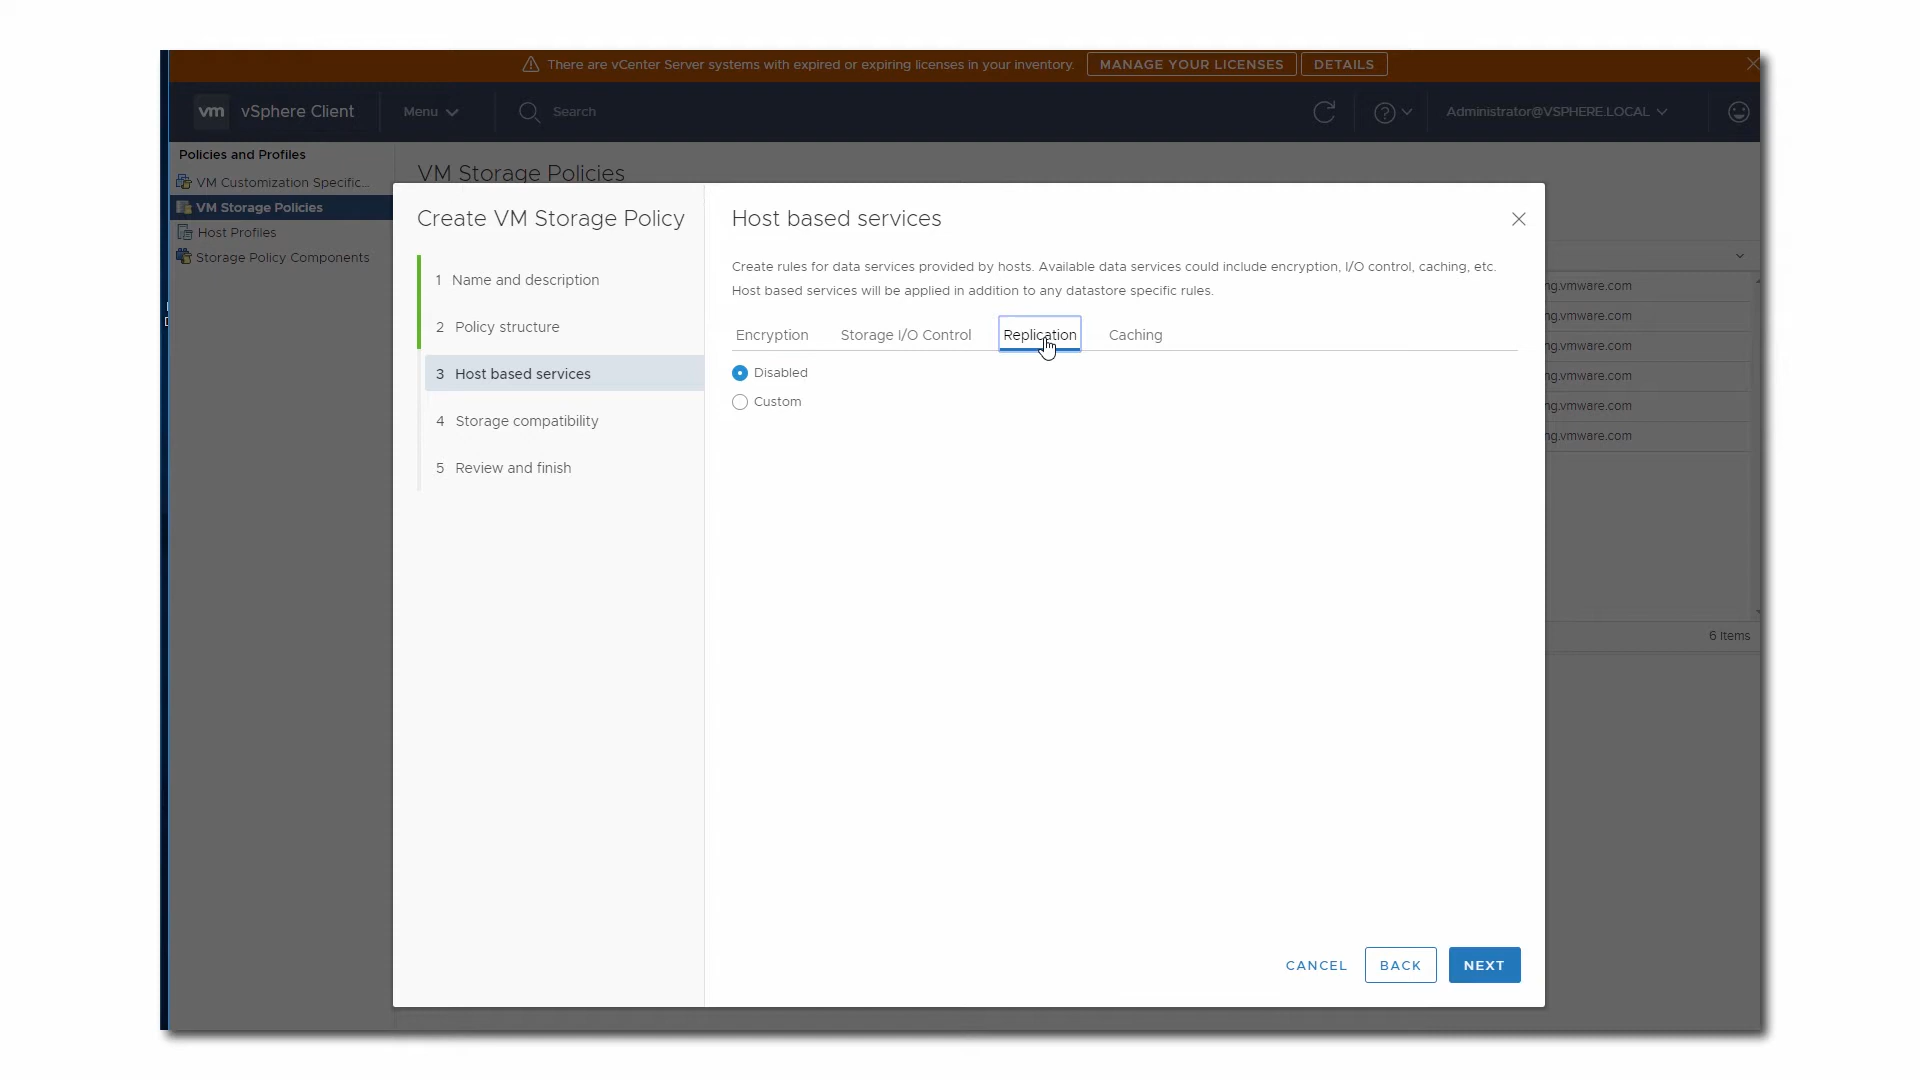 There are vCenter Server systems with expired or expiring licenses in your inventory. MANAGE YOUR LICENSES DETAILS
vm vSphere Client Menu Search Administrator@VSPHERE.LOCAL
Policies and Profiles
VM Customization Specific...
VM Storage Policies
Host Profiles
Storage Policy Components
VM Storage Policies
Create VM Storage Policy
1 Name and description
2 Policy structure
3 Host based services
4 Storage compatibility
5 Review and finish
Host based services
Create rules for data services provided by hosts. Available data services could include encryption, I/O control, caching, etc.
Host based services will be applied in addition to any datastore specific rules.
Encryption Storage I/O Control Replication Caching
Disabled
Custom
CANCEL BACK NEXT
ng.vmware.com
ng.vmware.com
ng.vmware.com
ng.vmware.com
ng.vmware.com
ng.vmware.com
6 items